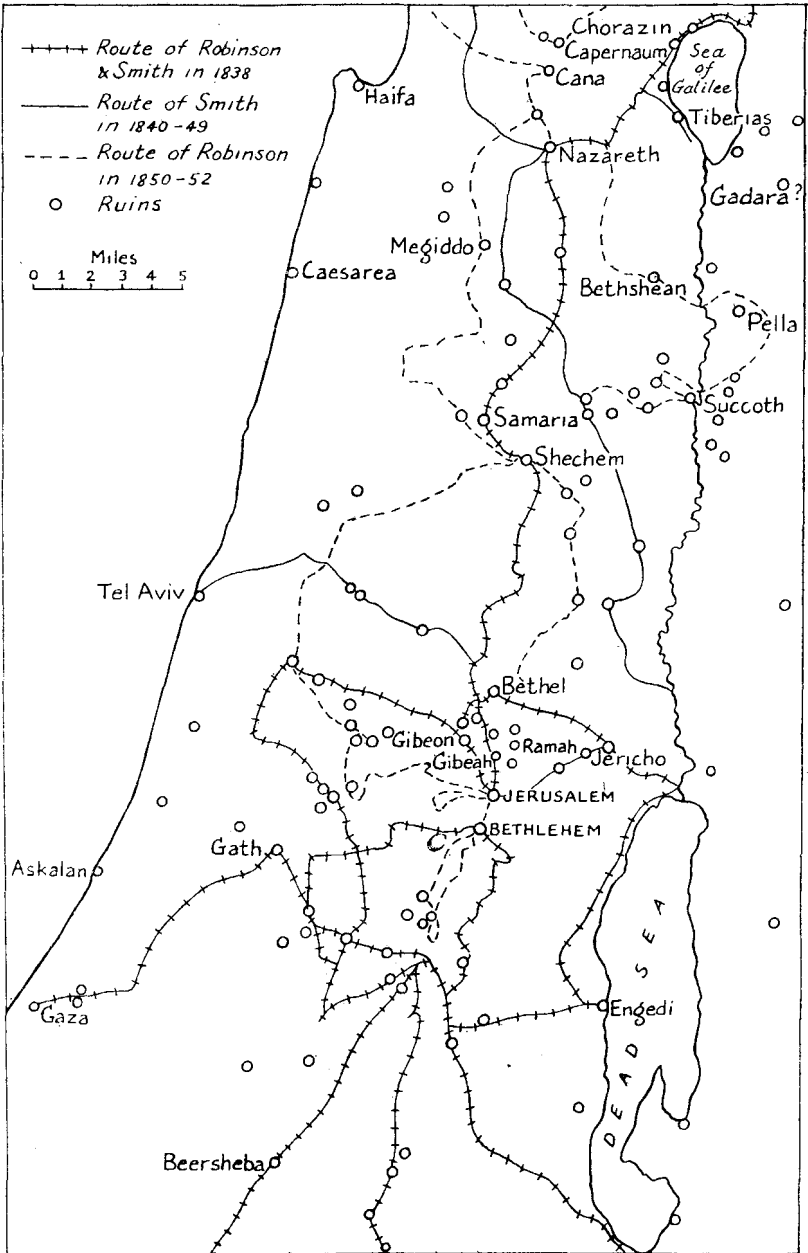 Route of Robinson
& Smith in 1838
Route of Smith
in 1840-49
Route of Robinson
in 1850-52
Ruins
Miles
0 1 2 3 4 5
Chorazin
Capernaum
Cana
Sea
of
Galilee
Haifa
Tiberias
Nazareth
Gadara?
Megiddo
Caesarea
Bethshean
Pella
Succoth
Samaria
Shechem
Tel Aviv
Bethel
Gibeon
Ramah
Gibeah
Jericho
JERUSALEM
BETHLEHEM
Gath
Askalan
DEAD SEA
Engedi
Gaza
Beersheba